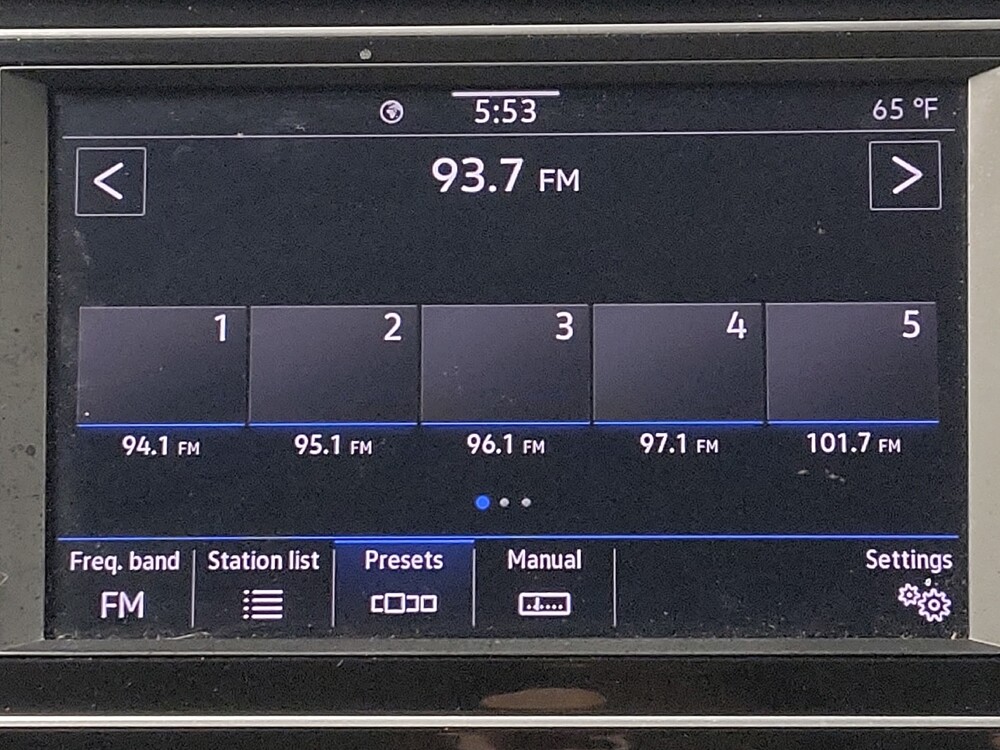 5:53 65 °F
< 93.7 FM >
1 2 3 4 5
94.1 FM 95.1 FM 96.1 FM 97.1 FM 101.7 FM
Freq. band Station list Presets Manual Settings
FM